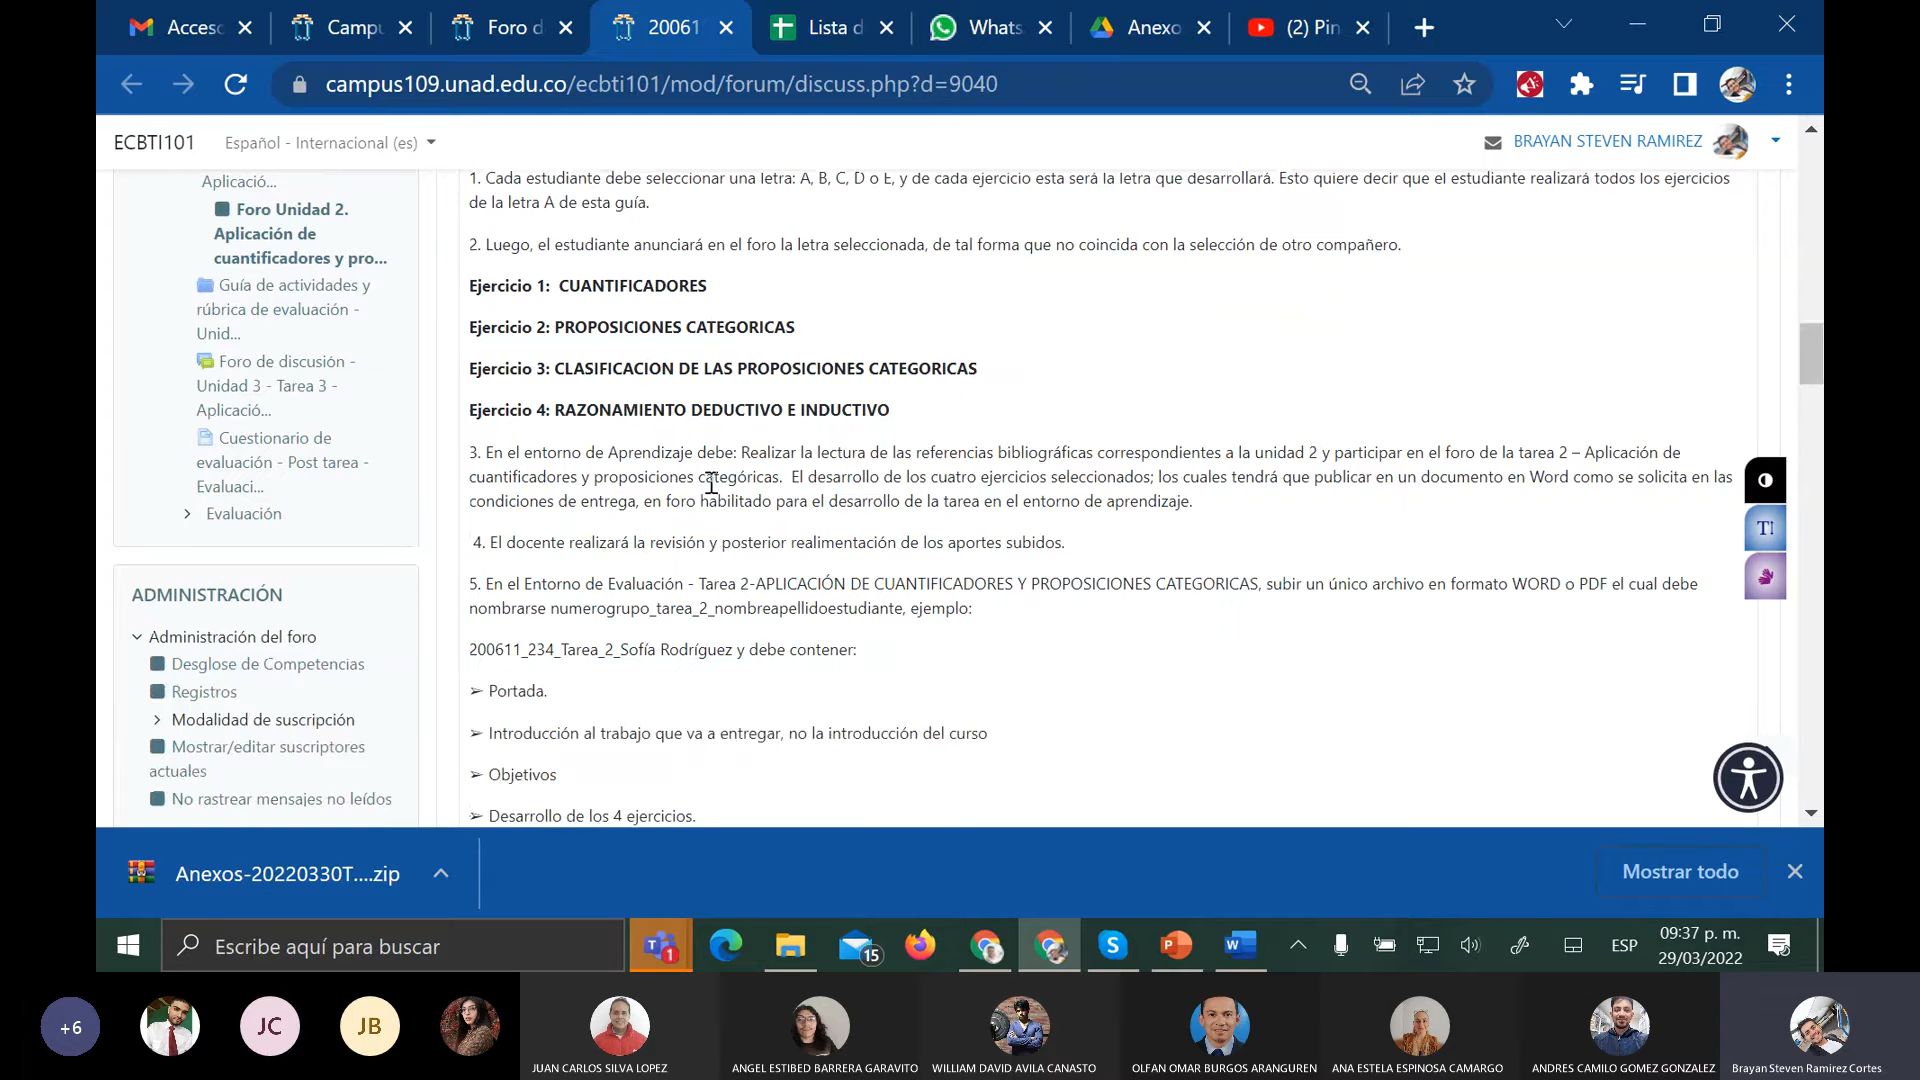 Acceso
Campu
Foro d
20061
Lista d
Whats
Anexo
(2) Pin
campus109.unad.edu.co/ecbti101/mod/forum/discuss.php?d=9040
ECBTI101
Español - Internacional (es)
BRAYAN STEVEN RAMIREZ
Aplicació...
Foro Unidad 2.
Aplicación de
cuantificadores y pro...
Guía de actividades y
rúbrica de evaluación -
Unid...
Foro de discusión -
Unidad 3 - Tarea 3 -
Aplicació...
Cuestionario de
evaluación - Post tarea -
Evaluaci...
Evaluación
ADMINISTRACIÓN
Administración del foro
Desglose de Competencias
Registros
Modalidad de suscripción
Mostrar/editar suscriptores
actuales
No rastrear mensajes no leídos
1. Cada estudiante debe seleccionar una letra: A, B, C, D o E, y de cada ejercicio esta será la letra que desarrollará. Esto quiere decir que el estudiante realizará todos los ejercicios
de la letra A de esta guía.
2. Luego, el estudiante anunciará en el foro la letra seleccionada, de tal forma que no coincida con la selección de otro compañero.
Ejercicio 1: CUANTIFICADORES
Ejercicio 2: PROPOSICIONES CATEGORICAS
Ejercicio 3: CLASIFICACION DE LAS PROPOSICIONES CATEGORICAS
Ejercicio 4: RAZONAMIENTO DEDUCTIVO E INDUCTIVO
3. En el entorno de Aprendizaje debe: Realizar la lectura de las referencias bibliográficas correspondientes a la unidad 2 y participar en el foro de la tarea 2 – Aplicación de
cuantificadores y proposiciones categóricas. El desarrollo de los cuatro ejercicios seleccionados; los cuales tendrá que publicar en un documento en Word como se solicita en las
condiciones de entrega, en foro habilitado para el desarrollo de la tarea en el entorno de aprendizaje.
4. El docente realizará la revisión y posterior realimentación de los aportes subidos.
5. En el Entorno de Evaluación - Tarea 2-APLICACIÓN DE CUANTIFICADORES Y PROPOSICIONES CATEGORICAS, subir un único archivo en formato WORD o PDF el cual debe
nombrarse numerogrupo_tarea_2_nombreapellidoestudiante, ejemplo:
200611_234_Tarea_2_Sofía Rodríguez y debe contener:
➢ Portada.
➢ Introducción al trabajo que va a entregar, no la introducción del curso
➢ Objetivos
➢ Desarrollo de los 4 ejercicios.
T↕
Anexos-20220330T....zip
Mostrar todo
Escribe aquí para buscar
1
15
ESP
09:37 p. m.
29/03/2022
+6
JC
JB
JUAN CARLOS SILVA LOPEZ
ANGEL ESTIBED BARRERA GARAVITO
WILLIAM DAVID AVILA CANASTO
OLFAN OMAR BURGOS ARANGUREN
ANA ESTELA ESPINOSA CAMARGO
ANDRES CAMILO GOMEZ GONZALEZ
Brayan Steven Ramirez Cortes